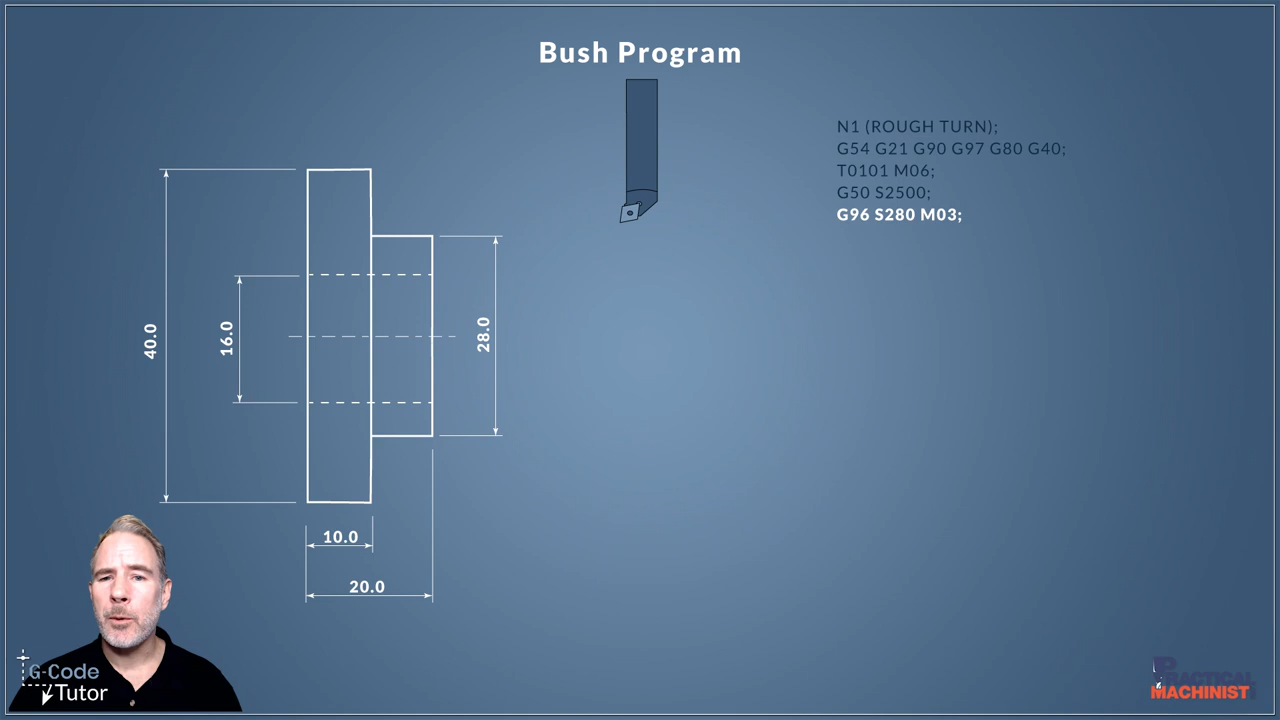 Bush Program
N1 (ROUGH TURN);
G54 G21 G90 G97 G80 G40;
T0101 M06;
G50 S2500;
G96 S280 M03;
40.0
16.0
28.0
10.0
20.0
G-Code
Tutor
PRACTICAL
MACHINIST